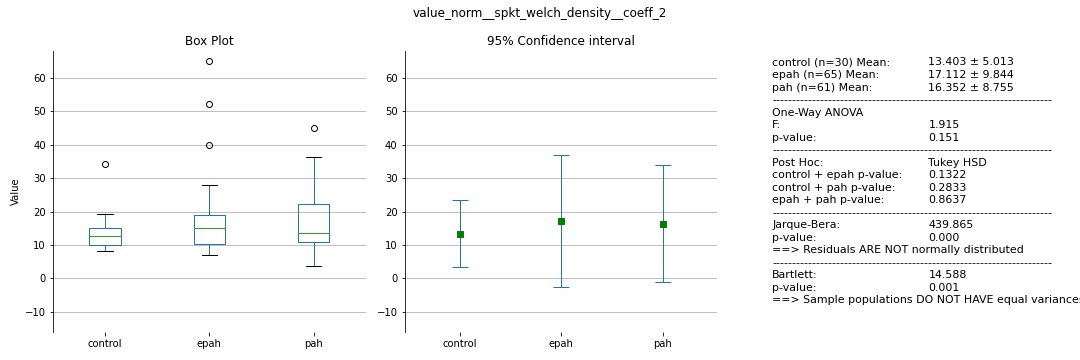 value_norm__spkt_welch_density__coeff_2
Box Plot
Value
60
50
40
30
20
10
0
−10
control epah pah
95% Confidence interval
60
50
40
30
20
10
0
−10
control epah pah
control (n=30) Mean: 13.403 ± 5.013
epah (n=65) Mean: 17.112 ± 9.844
pah (n=61) Mean: 16.352 ± 8.755
One-Way ANOVA
F: 1.915
p-value: 0.151
Post Hoc: Tukey HSD
control + epah p-value: 0.1322
control + pah p-value: 0.2833
epah + pah p-value: 0.8637
Jarque-Bera: 439.865
p-value: 0.000
==> Residuals ARE NOT normally distributed
Bartlett: 14.588
p-value: 0.001
==> Sample populations DO NOT HAVE equal variances